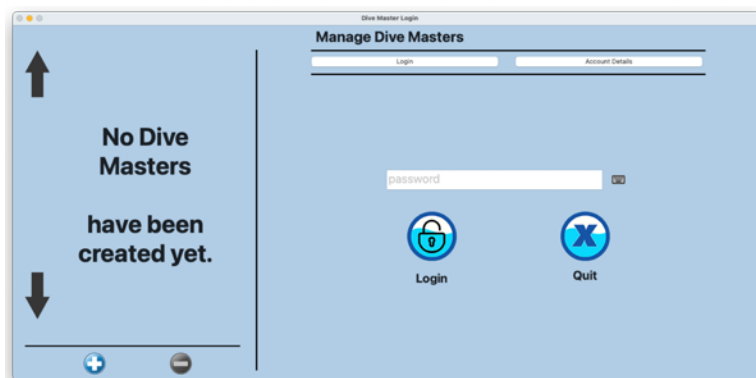 Dive Master Login
Manage Dive Masters
Login
Account Details
No Dive
Masters
have been
created yet.
password
Login
Quit